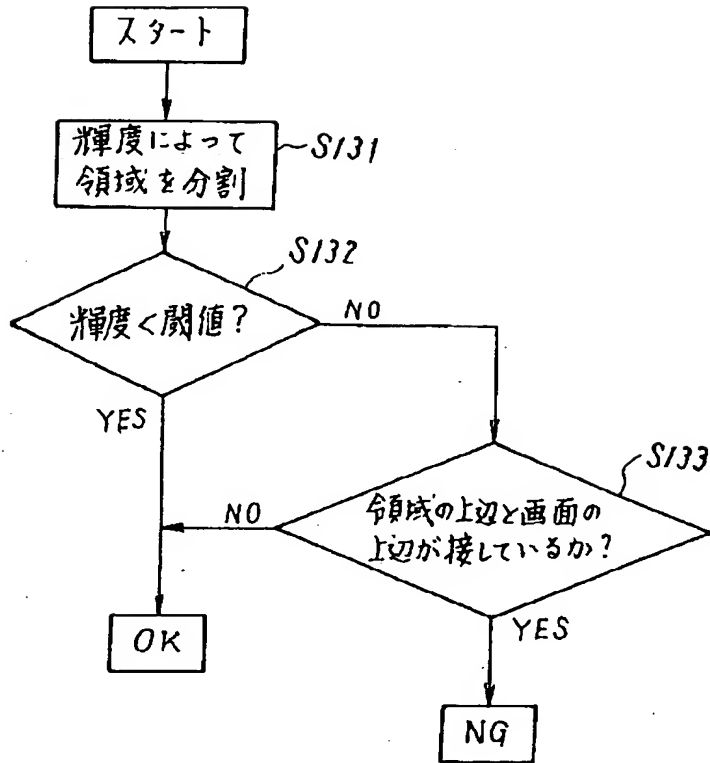 スタート
輝度によって
領域を分割
S131
S132
輝度<閾値?
NO
YES
S133
領域の上辺と画面の
上辺が接しているか?
NO
YES
OK
NG